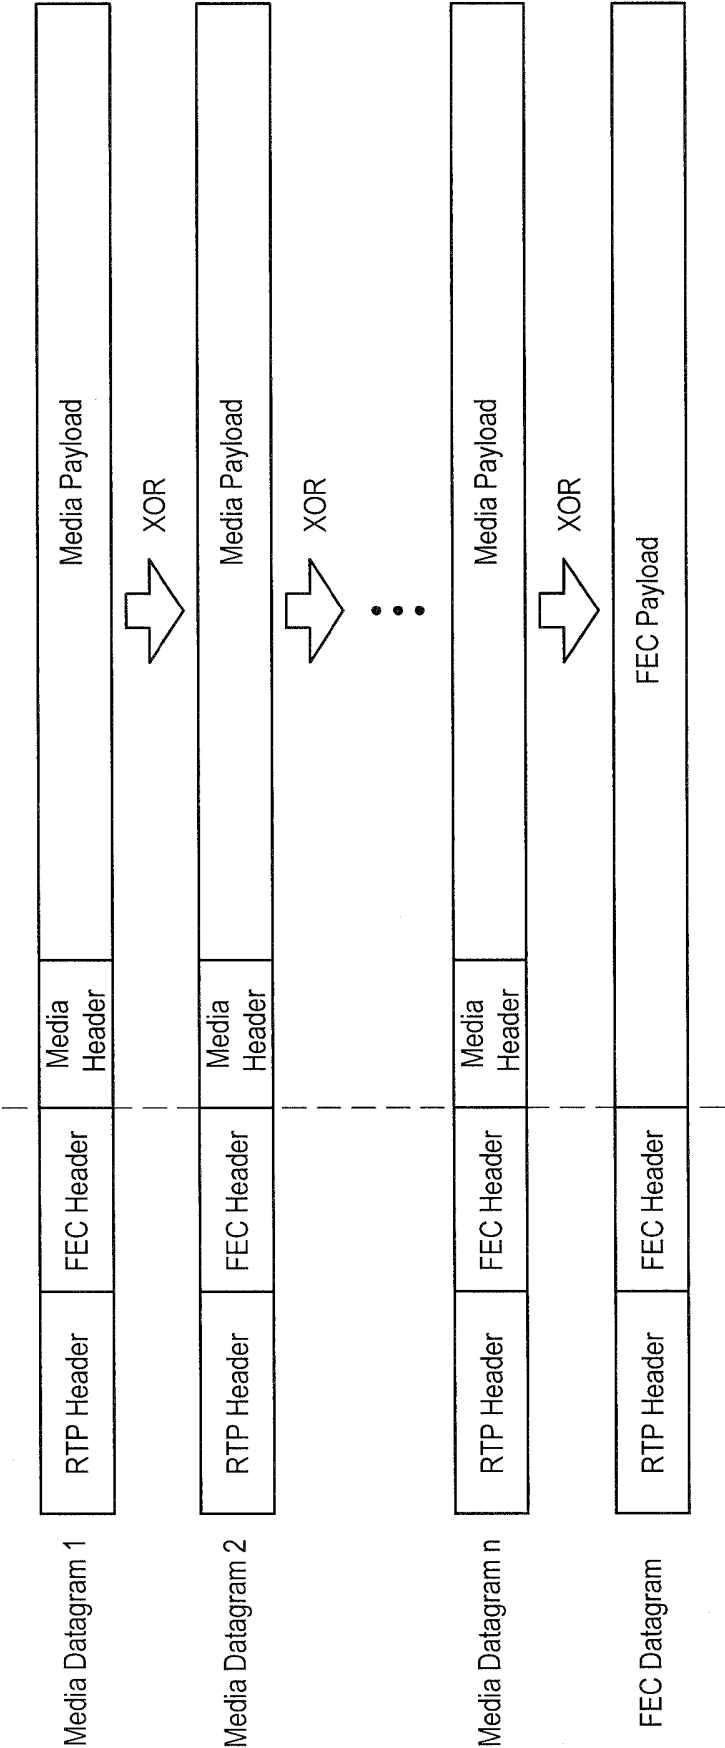 Media Datagram 1
RTP Header
FEC Header
Media
Header
Media Payload
XOR
Media Datagram 2
RTP Header
FEC Header
Media
Header
Media Payload
XOR
Media Datagram n
RTP Header
FEC Header
Media
Header
Media Payload
XOR
FEC Datagram
RTP Header
FEC Header
FEC Payload